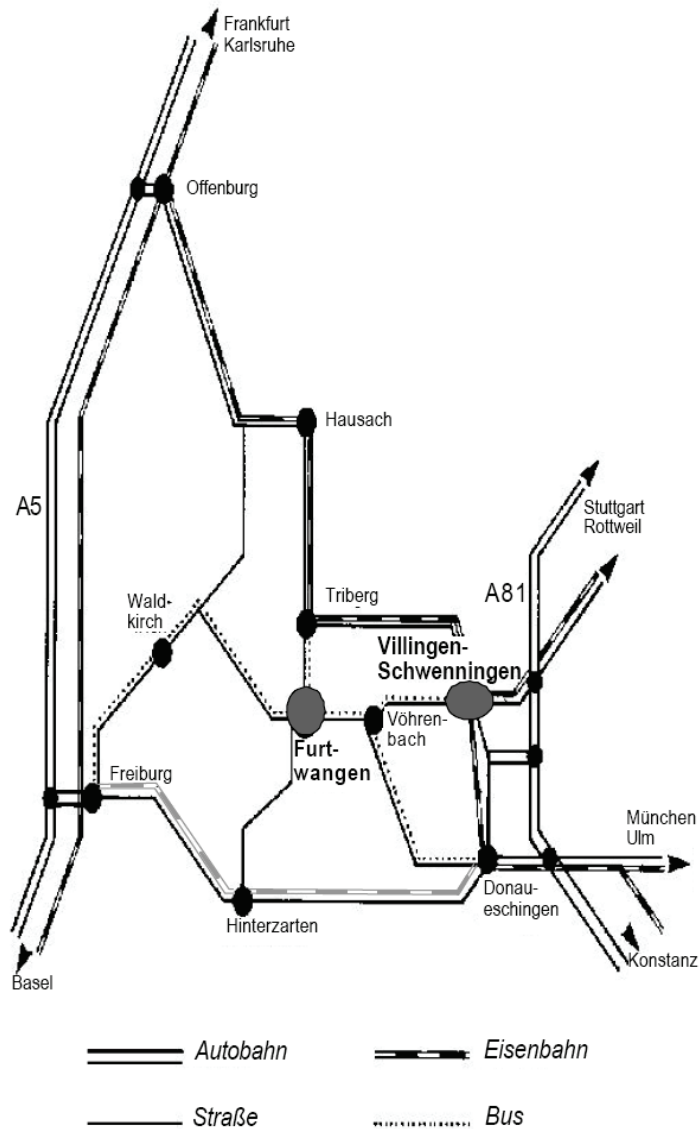 Frankfurt
Karlsruhe
Offenburg
Hausach
A5
Stuttgart
Rottweil
A81
Wald-
kirch
Triberg
Villingen-
Schwenningen
Vöhren-
bach
Furt-
wangen
Freiburg
München
Ulm
Donau-
eschingen
Hinterzarten
Konstanz
Basel
Autobahn
Eisenbahn
Straße
Bus